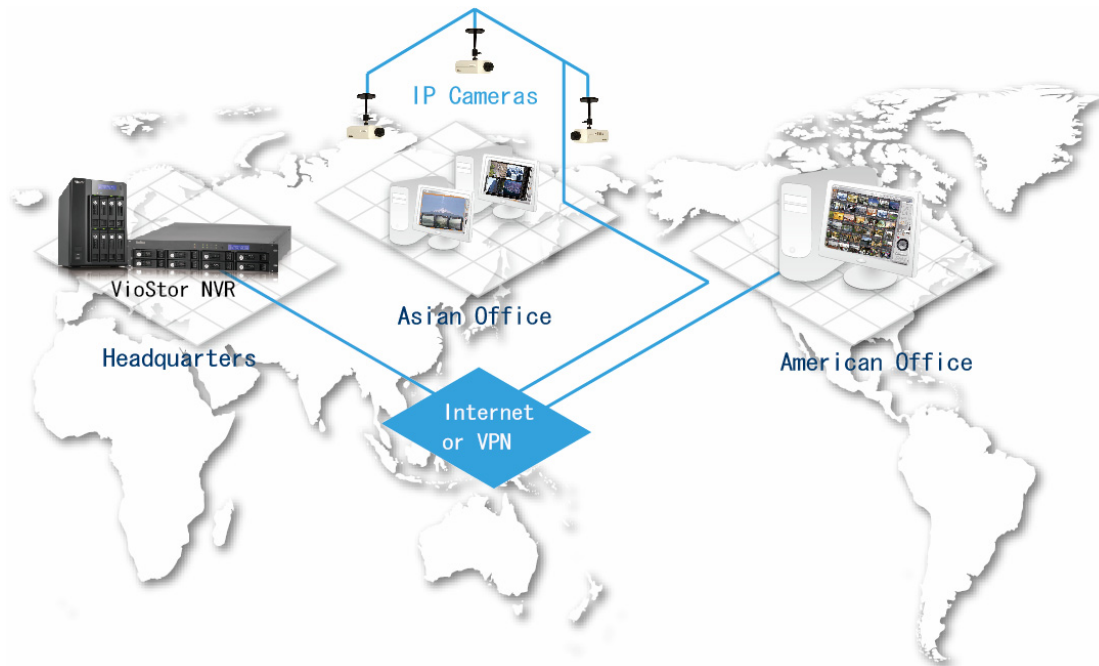 IP Cameras
VioStor NVR
Asian Office
Headquarters
American Office
Internet
or VPN